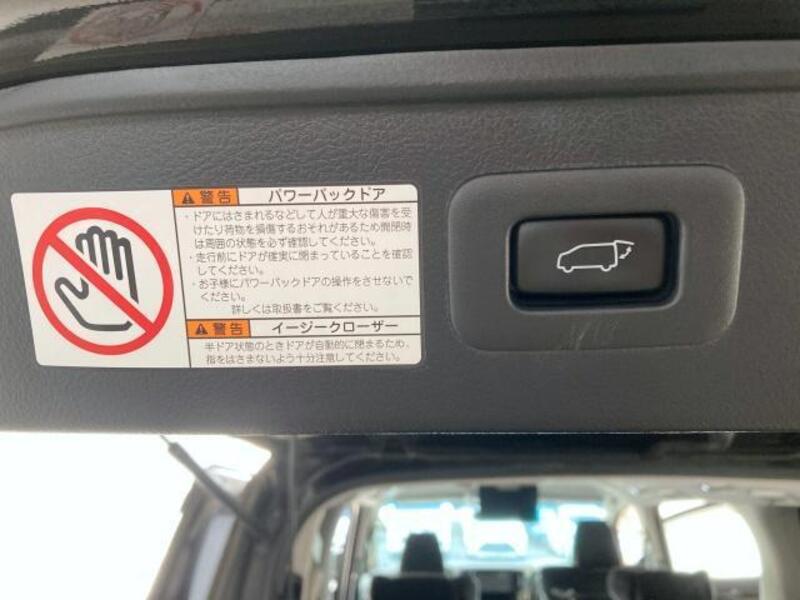 警告 パワーバックドア
・ドアにはさまれるなどして人が重大な傷害を受
けたり荷物を損傷するおそれがあるため開閉時
は周囲の状態を必ず確認してください。
・走行前にドアが確実に閉まっていることを確認
してください。
・お子様にパワーバックドアの操作をさせないで
ください。
詳しくは取扱書をご覧ください。
警告 イージークローザー
半ドア状態のときドアが自動的に閉まるため、
指をはさまないよう十分注意してください。